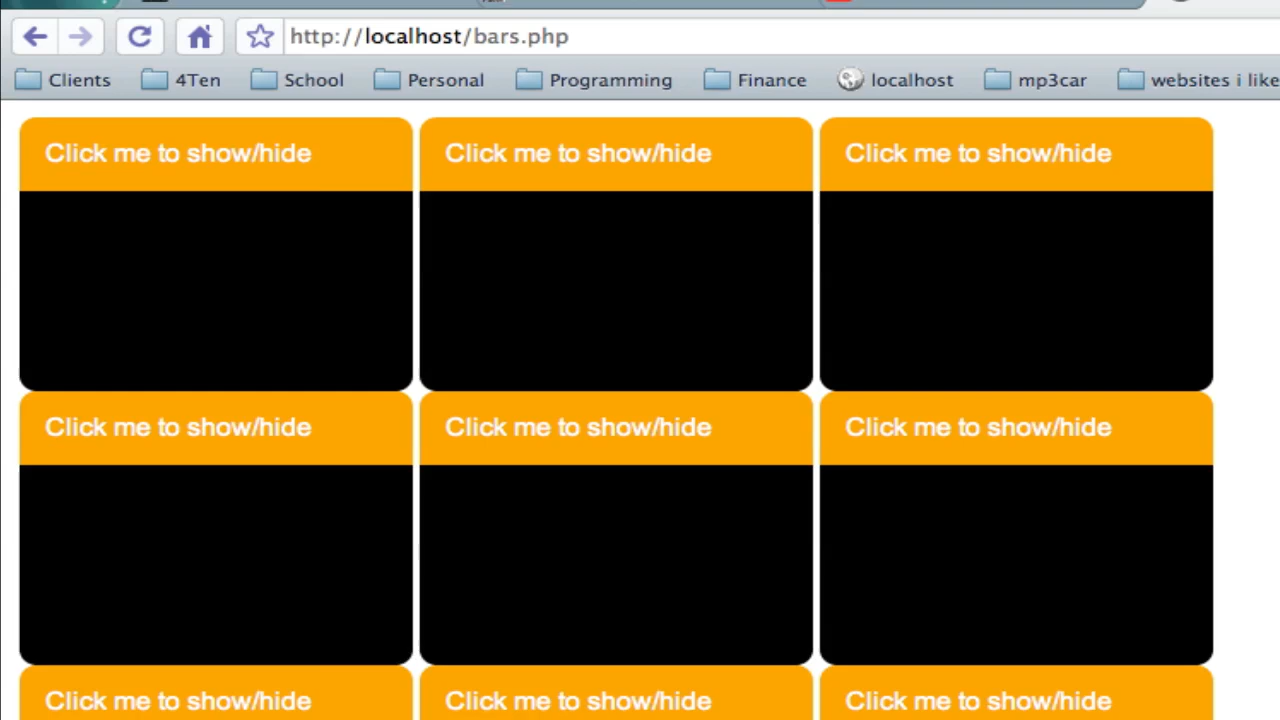 http://localhost/bars.php
Clients 4Ten School Personal Programming Finance localhost mp3car websites i like
Click me to show/hide Click me to show/hide Click me to show/hide
Click me to show/hide Click me to show/hide Click me to show/hide
Click me to show/hide Click me to show/hide Click me to show/hide